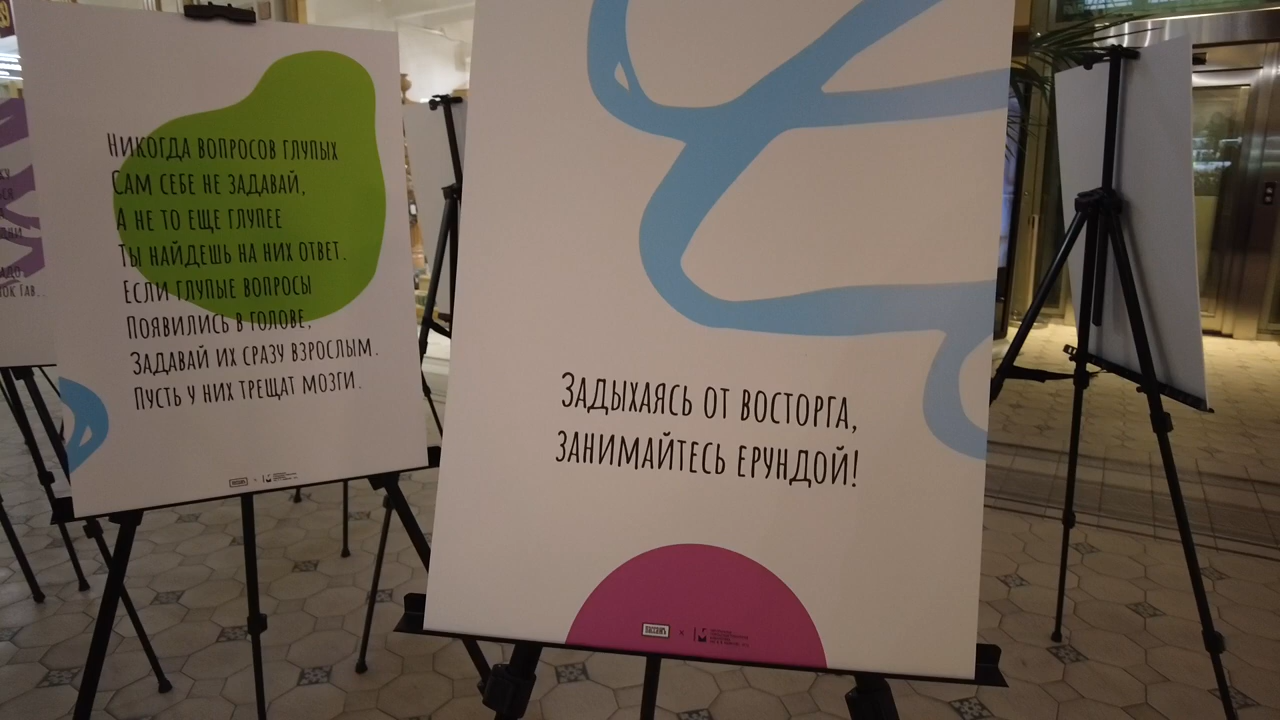 Никогда вопросов глупых
Сам себе не задавай,
А не то еще глупее
Ты найдешь на них ответ.
Если глупые вопросы
Появились в голове,
Задавай их сразу взрослым.
Пусть у них трещат мозги.
Задыхаясь от восторга,
занимайтесь ерундой!
ПассажЪ